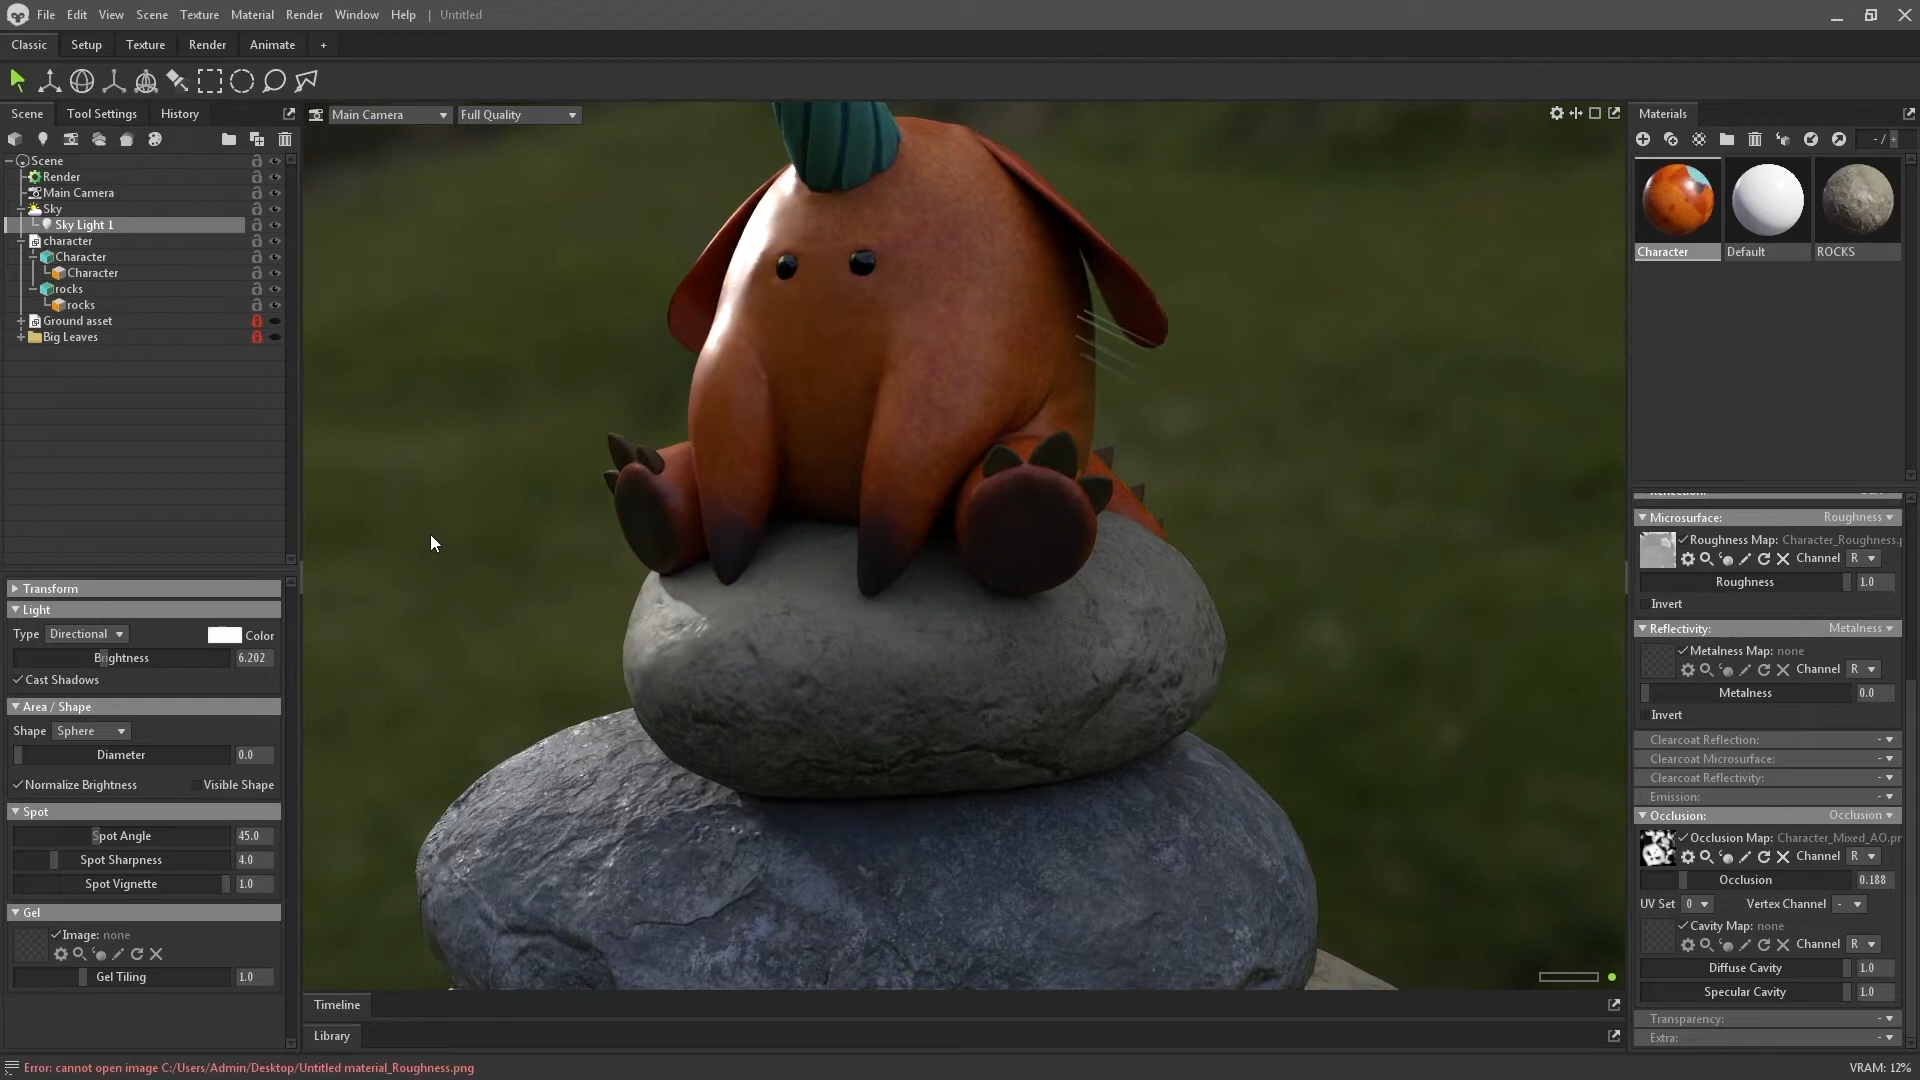 File Edit View Scene Texture Material Render Window Help | Untitled
Classic Setup Texture Render Animate +
Scene Tool Settings History
Main Camera Full Quality
Materials
- / +
Scene
Render
Main Camera
Sky
Sky Light 1
character
Character
Character
rocks
rocks
Ground asset
Big Leaves
Character Default ROCKS
Transform
Light
Type Directional Color
Brightness 6.202
Cast Shadows
Area / Shape
Shape Sphere
Diameter 0.0
Normalize Brightness Visible Shape
Spot
Spot Angle 45.0
Spot Sharpness 4.0
Spot Vignette 1.0
Gel
Image: none
Gel Tiling 1.0
Microsurface: Roughness
Roughness Map: Character_Roughness.p
Channel R
Roughness 1.0
Invert
Reflectivity: Metalness
Metalness Map: none
Channel R
Metalness 0.0
Invert
Clearcoat Reflection: -
Clearcoat Microsurface: -
Clearcoat Reflectivity: -
Emission: -
Occlusion: Occlusion
Occlusion Map: Character_Mixed_AO.pr
Channel R
Occlusion 0.188
UV Set 0 Vertex Channel -
Cavity Map: none
Channel R
Diffuse Cavity 1.0
Specular Cavity 1.0
Transparency: -
Extra: -
Timeline
Library
Error: cannot open image C:/Users/Admin/Desktop/Untitled material_Roughness.png
VRAM: 12%